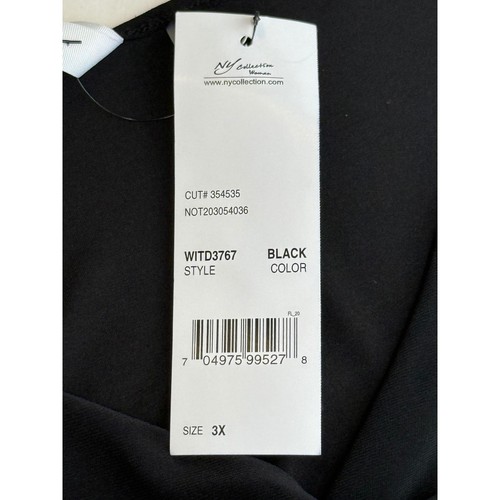 NY Collection
Woman
www.nycollection.com
CUT# 354535
NOT203054036
WITD3767 BLACK
STYLE COLOR
FL_20
7 04975 99527 8
SIZE 3X